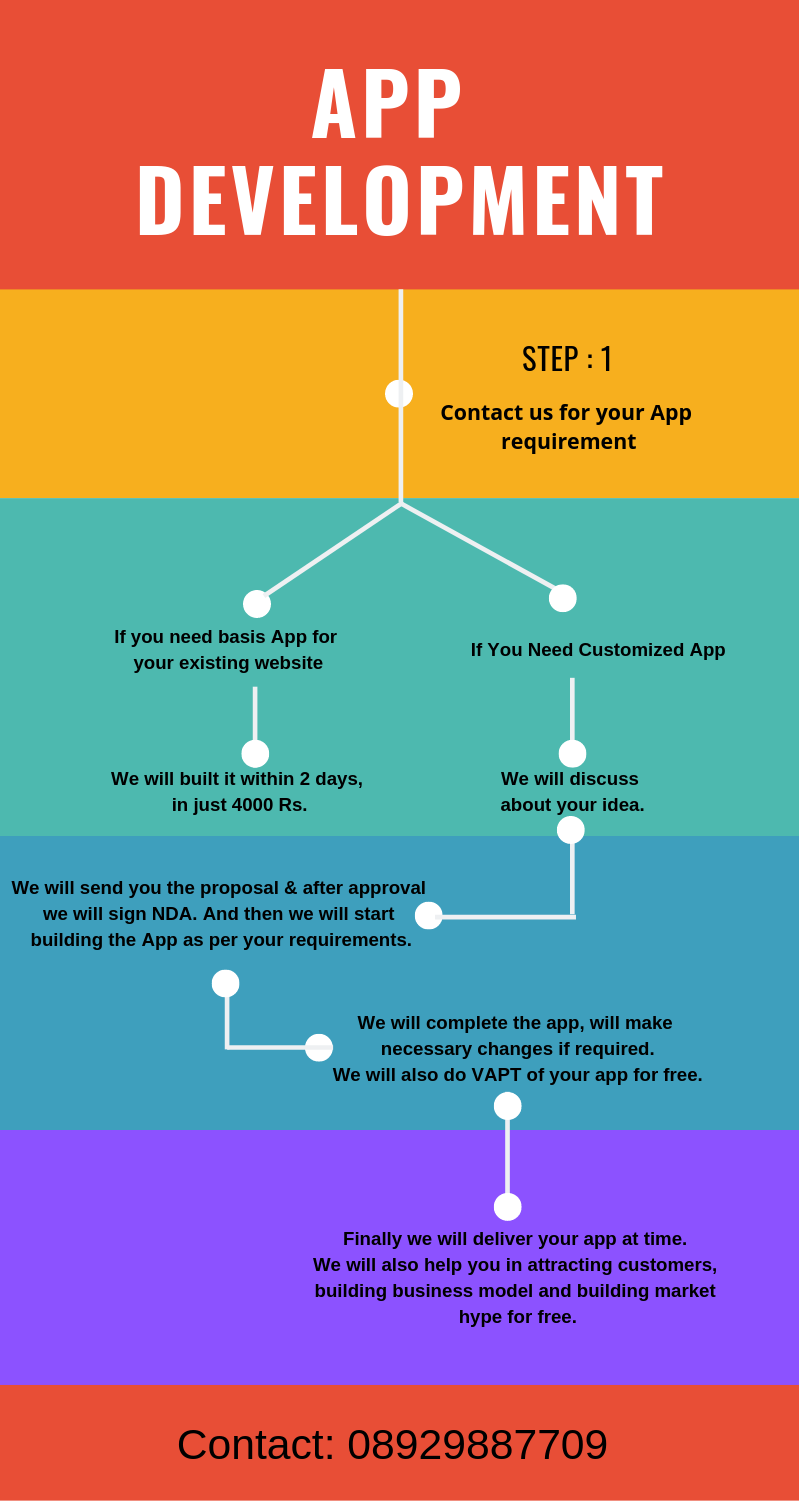 APP
DEVELOPMENT
STEP : 1
Contact us for your App
requirement
If you need basis App for
your existing website
If You Need Customized App
We will built it within 2 days,
in just 4000 Rs.
We will discuss
about your idea.
We will send you the proposal & after approval
we will sign NDA. And then we will start
building the App as per your requirements.
We will complete the app, will make
necessary changes if required.
We will also do VAPT of your app for free.
Finally we will deliver your app at time.
We will also help you in attracting customers,
building business model and building market
hype for free.
Contact: 08929887709